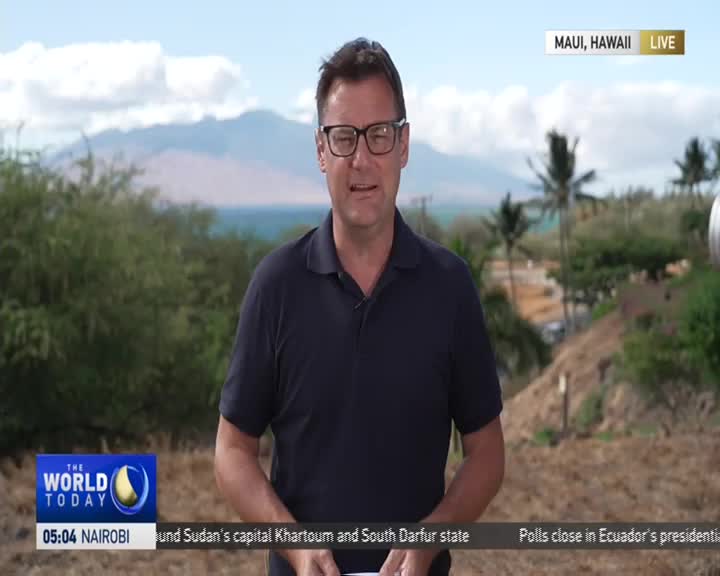 MAUI, HAWAII LIVE
THE
WORLD
TODAY
05:04 NAIROBI
ound Sudan's capital Khartoum and South Darfur state Polls close in Ecuador's presidenti